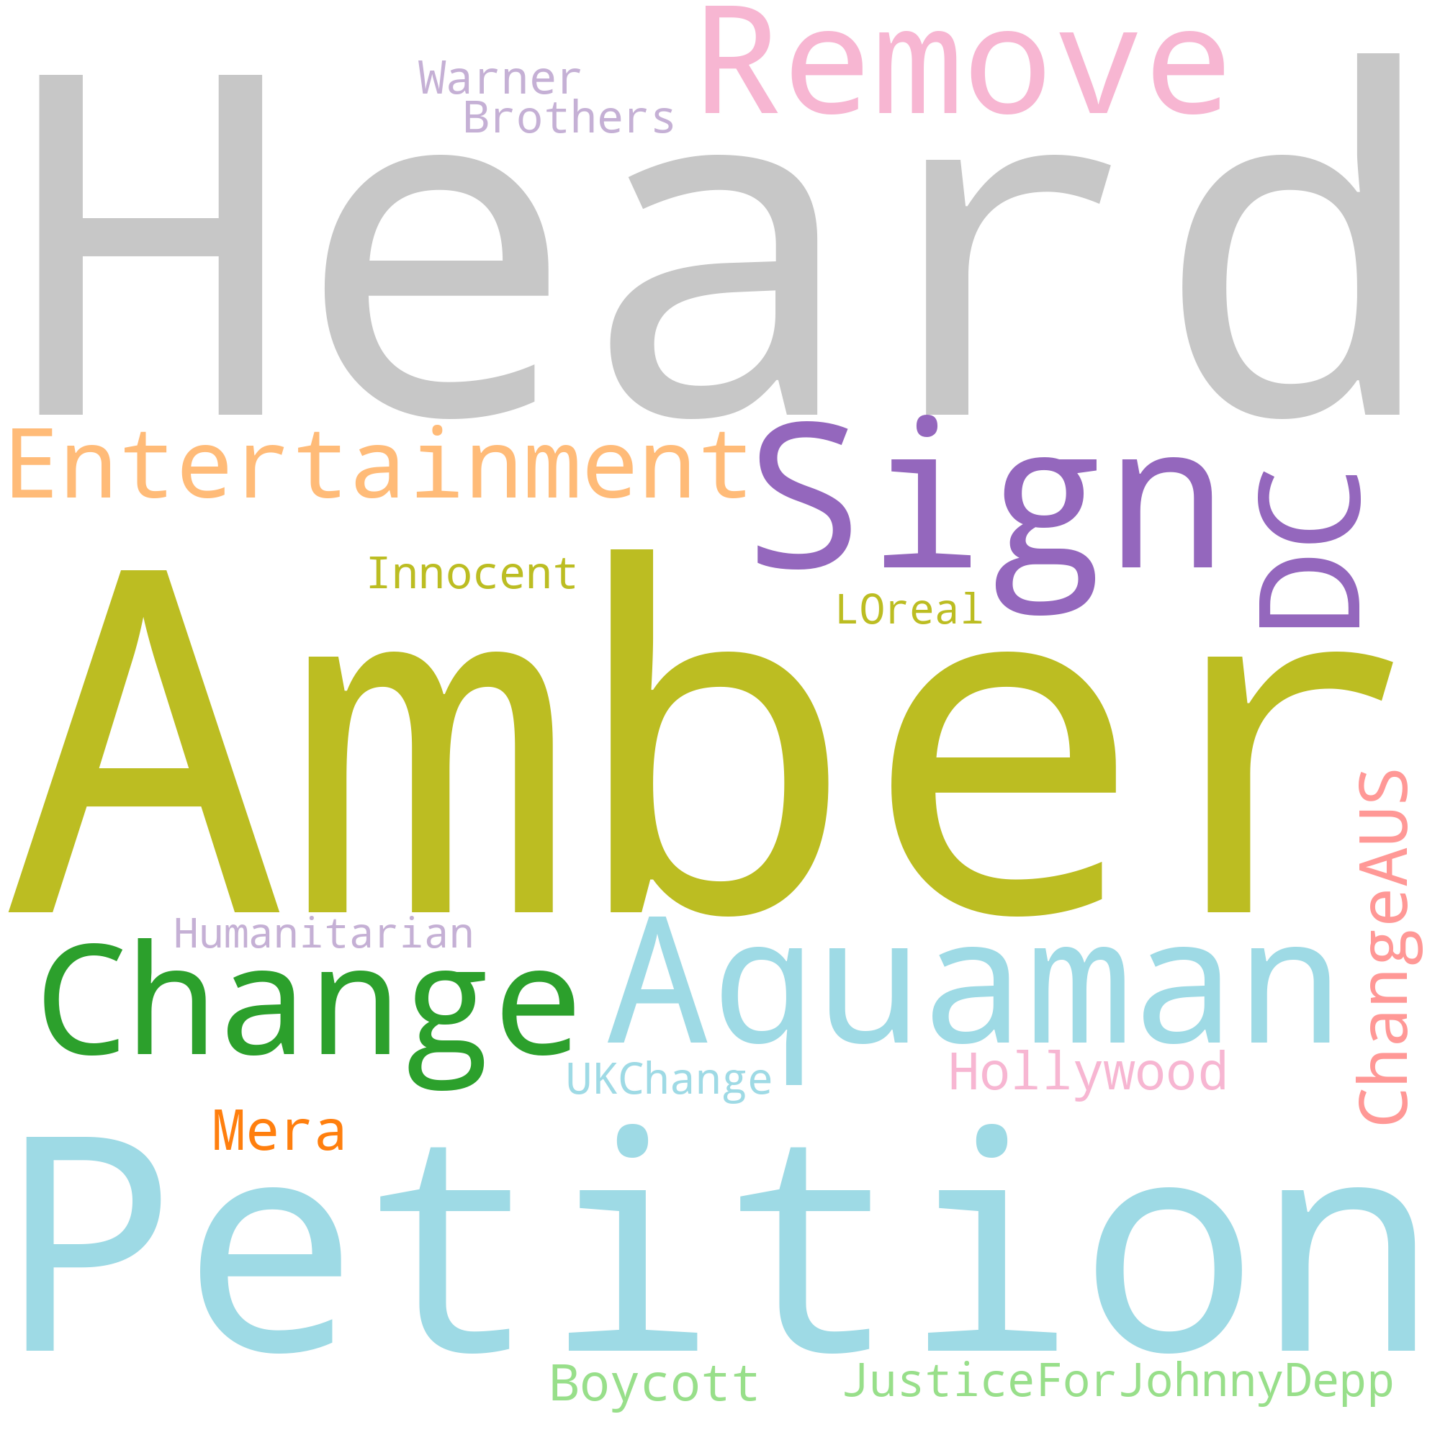 Remove
Warner
Brothers
Heard
Entertainment
Sign
DC
Innocent
LOreal
Amber
ChangeAUS
Humanitarian
Change
Aquaman
UKChange
Hollywood
Mera
Petition
Boycott
JusticeForJohnnyDepp